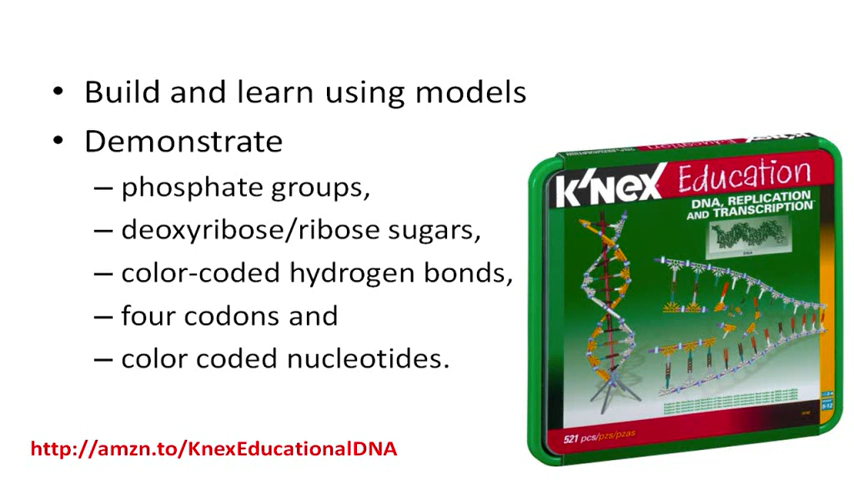 • Build and learn using models
• Demonstrate
– phosphate groups,
– deoxyribose/ribose sugars,
– color-coded hydrogen bonds,
– four codons and
– color coded nucleotides.
http://amzn.to/KnexEducationalDNA
K'NEX Education
DNA, REPLICATION
AND TRANSCRIPTION
521 pcs/pzs/pzas